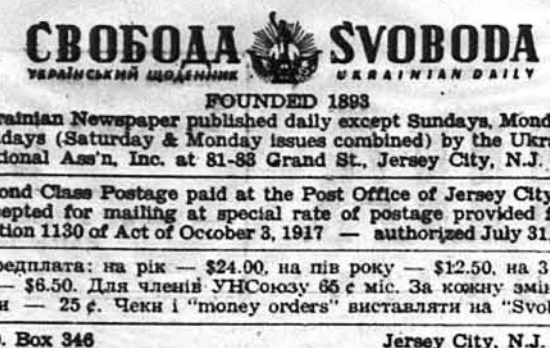 СВОБОДА SVOBODA
УКРАЇНСЬКИЙ ЩОДЕННИК UKRAINIAN DAILY
FOUNDED 1893
rainian Newspaper published daily except Sundays, Mond
days (Saturday & Monday issues combined) by the Ukr
tional Ass'n, Inc. at 81-83 Grand St., Jersey City, N.J.
ond Class Postage paid at the Post Office of Jersey City
cepted for mailing at special rate of postage provided
tion 1130 of Act of October 3, 1917 — authorized July 31,
редплата: на рік — $24.00, на пів року — $12.50, на 3
— $6.50. Для членів УНСоюзу 65 ¢ міс. За кожну змін
и — 25 ¢. Чеки і "money orders" виставляти на "Svo
. Box 346 Jersey City, N.J.